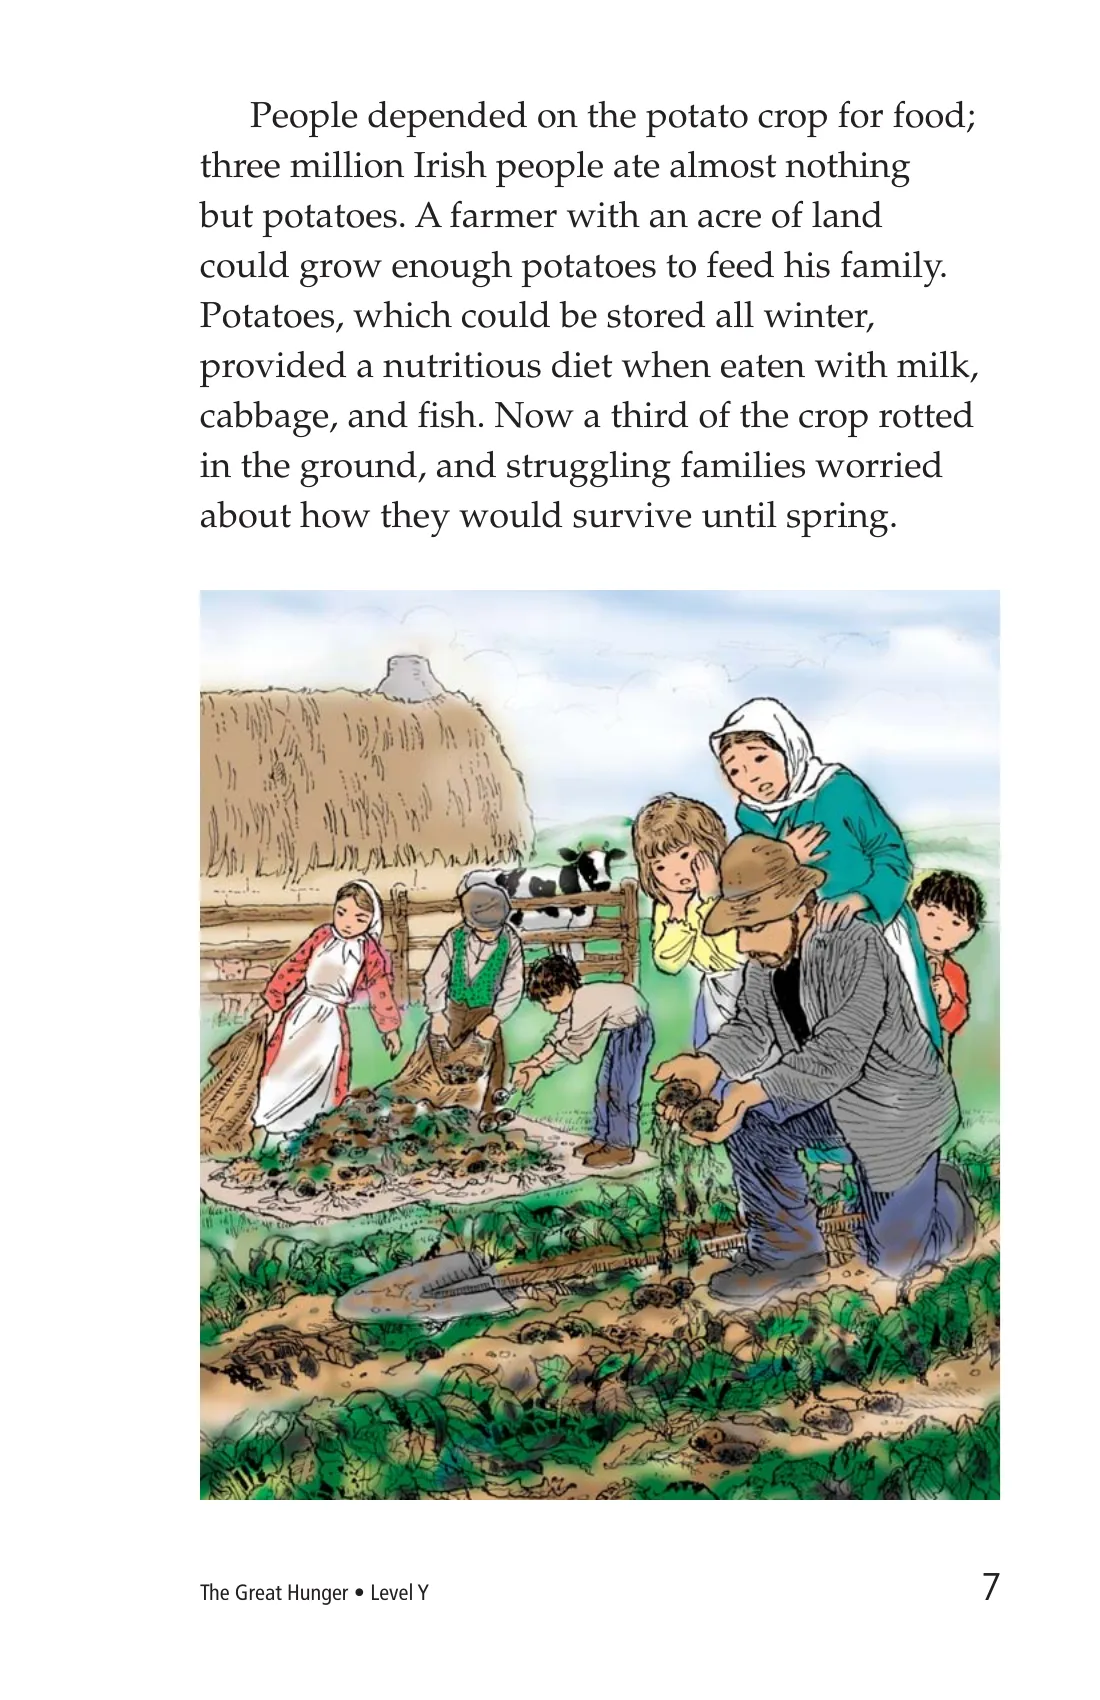 People depended on the potato crop for food;
three million Irish people ate almost nothing
but potatoes. A farmer with an acre of land
could grow enough potatoes to feed his family.
Potatoes, which could be stored all winter,
provided a nutritious diet when eaten with milk,
cabbage, and fish. Now a third of the crop rotted
in the ground, and struggling families worried
about how they would survive until spring.
The Great Hunger • Level Y
7